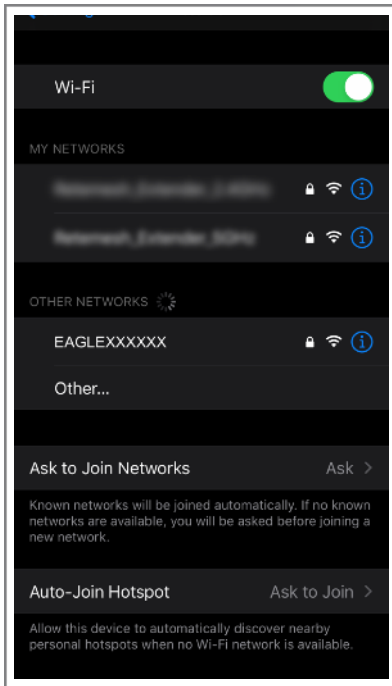 Wi-Fi
MY NETWORKS
OTHER NETWORKS
EAGLEXXXXXX
Other...
Ask to Join Networks Ask >
Known networks will be joined automatically. If no known
networks are available, you will be asked before joining a
new network.
Auto-Join Hotspot Ask to Join >
Allow this device to automatically discover nearby
personal hotspots when no Wi-Fi network is available.